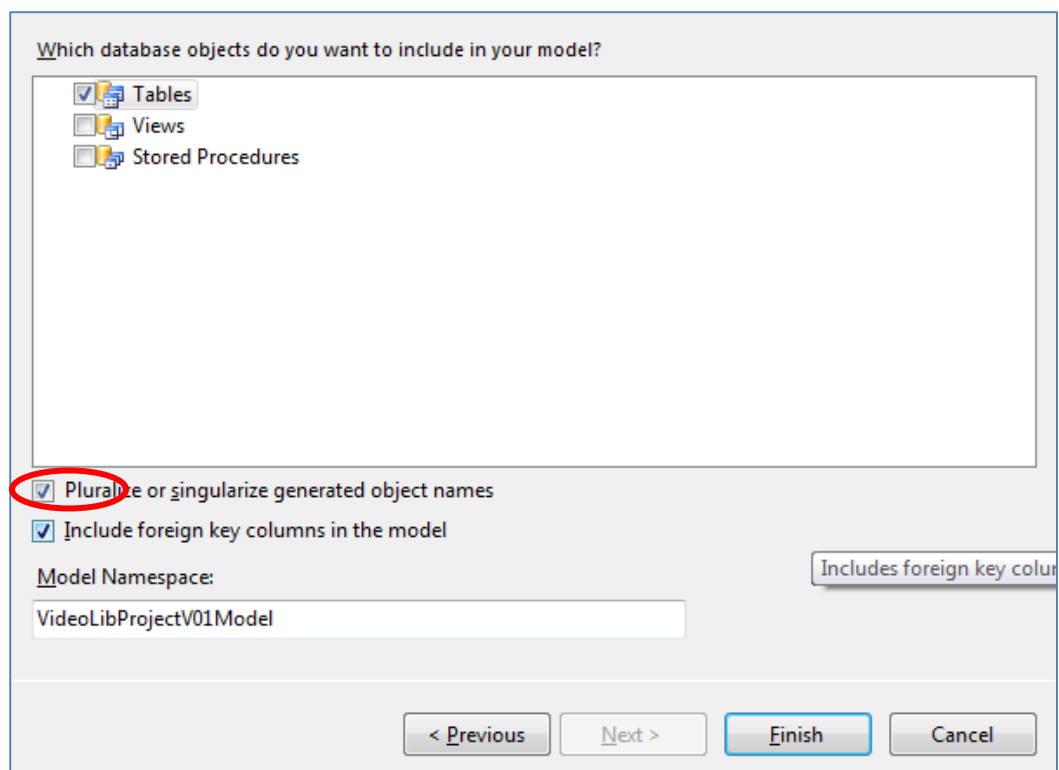 Which database objects do you want to include in your model?
Tables
Views
Stored Procedures
Pluralize or singularize generated object names
Include foreign key columns in the model
Includes foreign key colu
Model Namespace:
VideoLibProjectV01Model
< Previous
Next >
Finish
Cancel